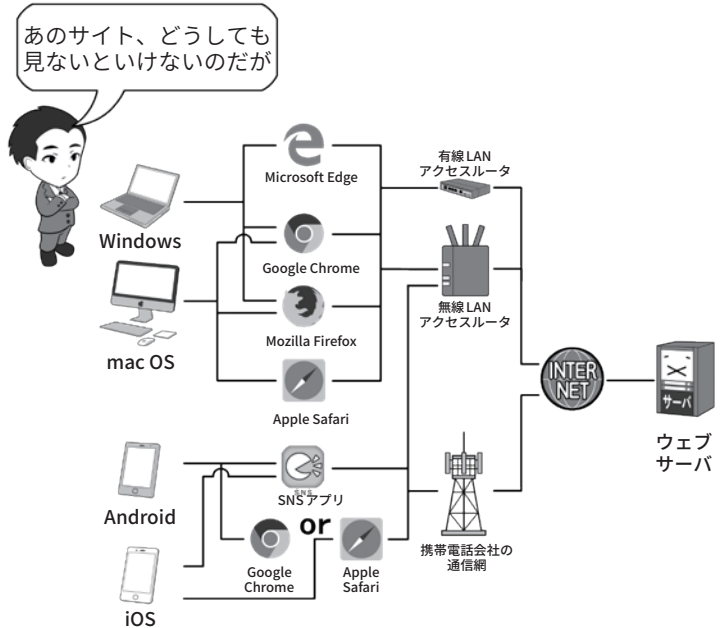 あのサイト、どうしても
見ないといけないのだが
Microsoft Edge
有線LAN
アクセスルータ
Windows
Google Chrome
無線LAN
アクセスルータ
Mozilla Firefox
mac OS
INTER
NET
Apple Safari
サーバ
ウェブ
サーバ
SNS
SNSアプリ
Android
or
Google
Chrome
Apple
Safari
携帯電話会社の
通信網
iOS